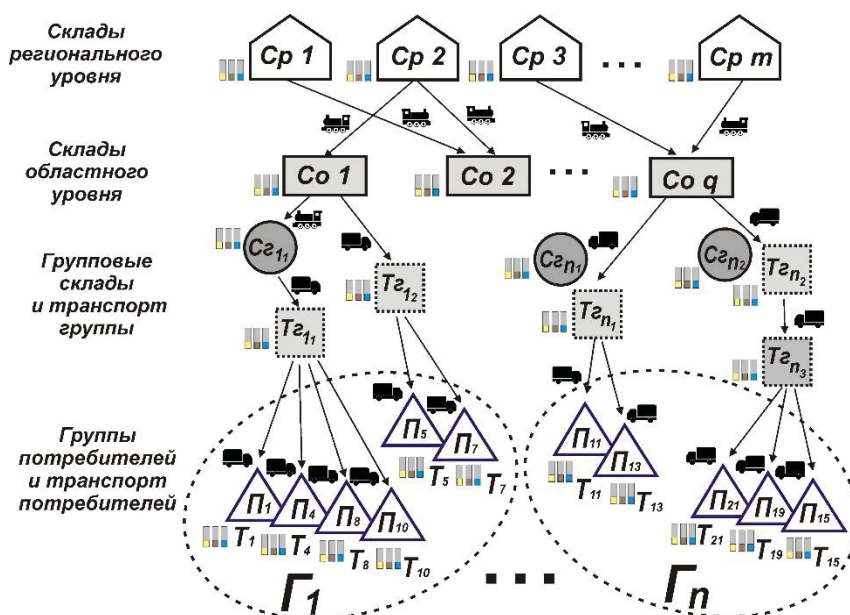 Склады
регионального
уровня
Ср 1
Ср 2
Ср 3
...
Ср m
Склады
областного
уровня
Со 1
Со 2
...
Со q
Групповые
склады
и транспорт
группы
Сг1₁
Тг1₂
Сгn₁
Сгn₂
Тгn₂
Тг1₁
Тгn₁
Тгn₃
Группы
потребителей
и транспорт
потребителей
П5
П7
П11
П13
Т5
Т7
Т11
Т13
П1
П4
П8
П10
П21
П19
П15
Т1
Т4
Т8
Т10
Т21
Т19
Т15
Г1
...
Гn